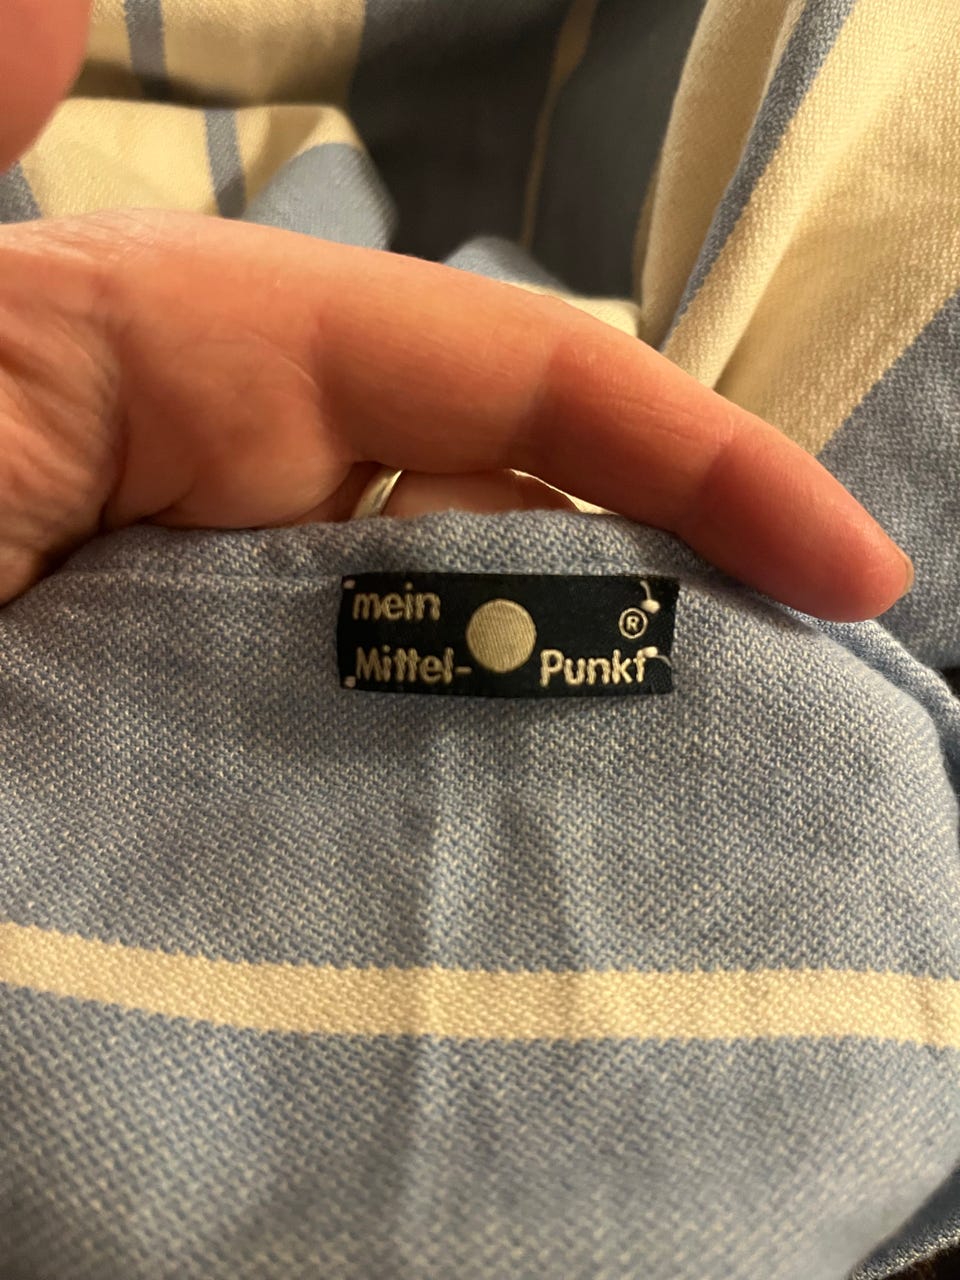 mein
®
Mittel- Punkt